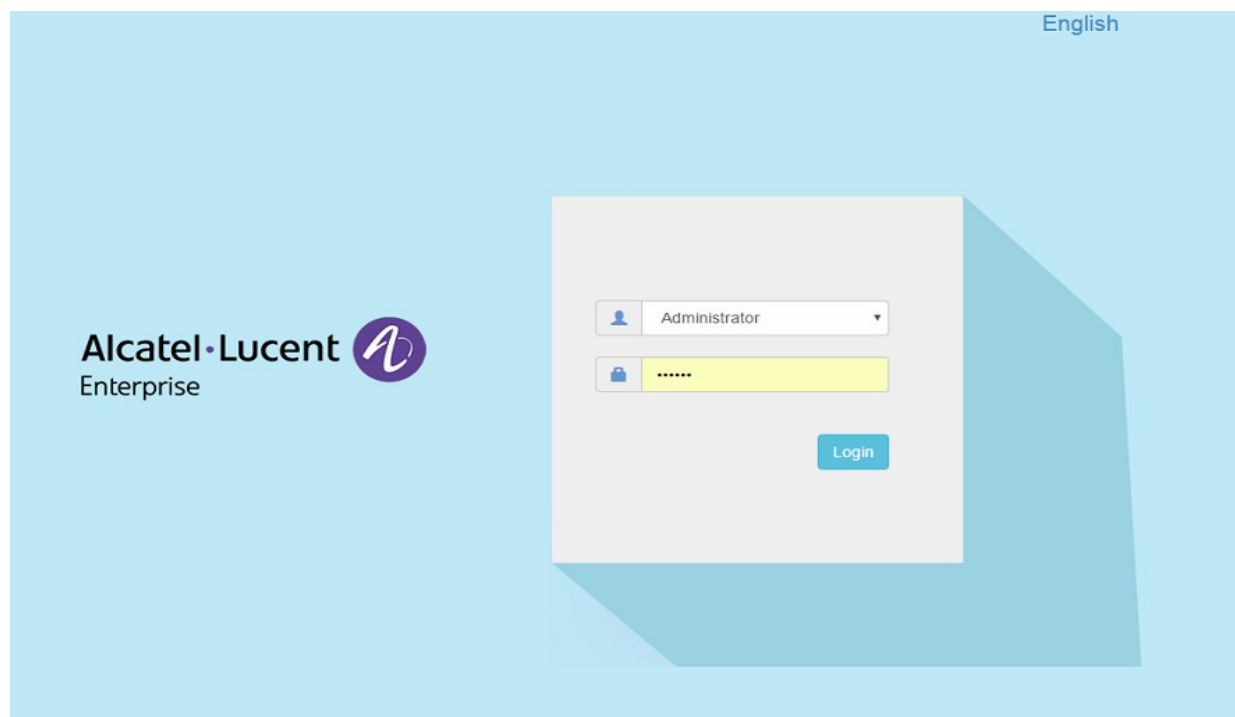 English
Alcatel·Lucent
Enterprise
Administrator
••••••
Login